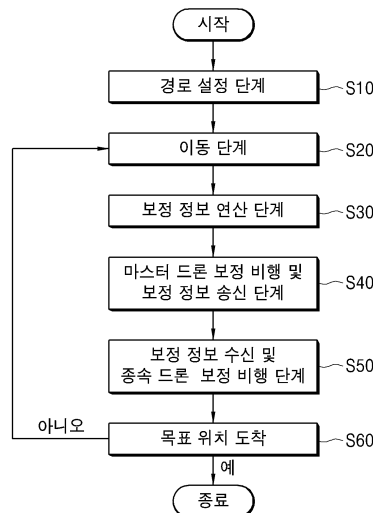 시작
경로 설정 단계
S10
이동 단계
S20
보정 정보 연산 단계
S30
마스터 드론 보정 비행 및
보정 정보 송신 단계
S40
보정 정보 수신 및
종속 드론 보정 비행 단계
S50
아니오
목표 위치 도착
S60
예
종료